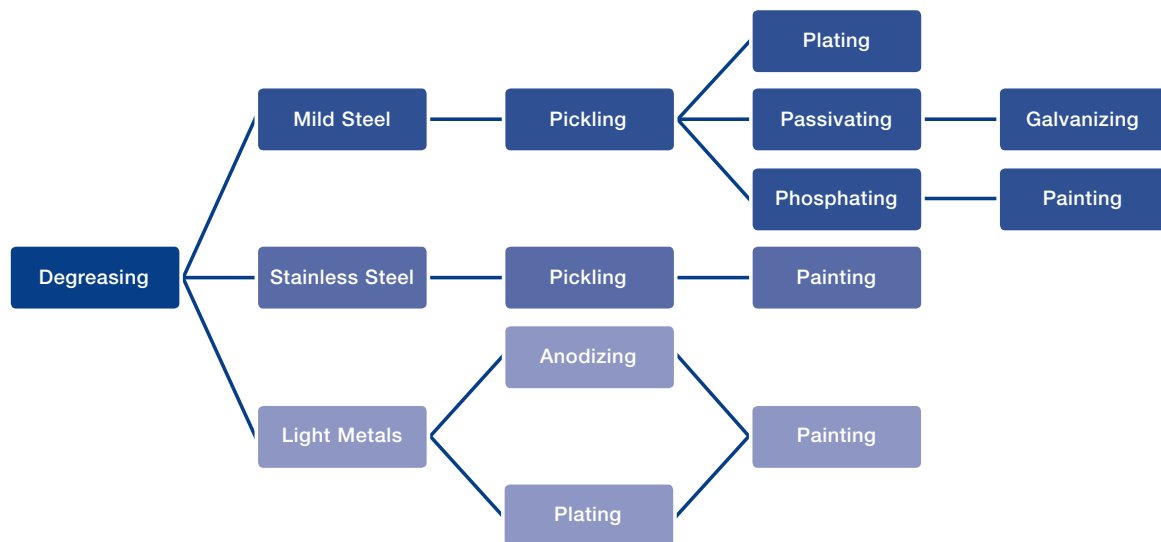 Plating
Mild Steel
Pickling
Passivating
Galvanizing
Phosphating
Painting
Degreasing
Stainless Steel
Pickling
Painting
Anodizing
Light Metals
Painting
Plating